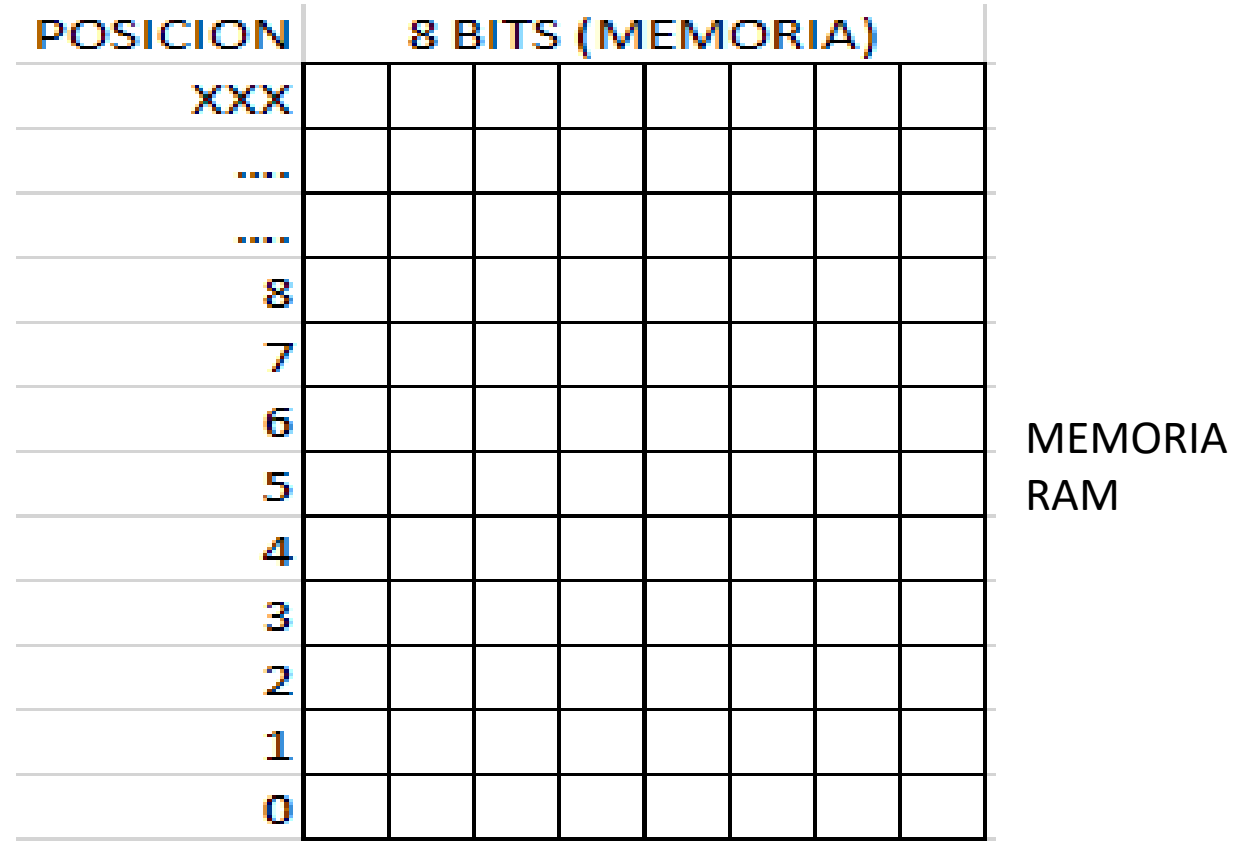 POSICION 8 BITS (MEMORIA)
XXX
....
....
8
7
6
5
4
3
2
1
0
MEMORIA
RAM